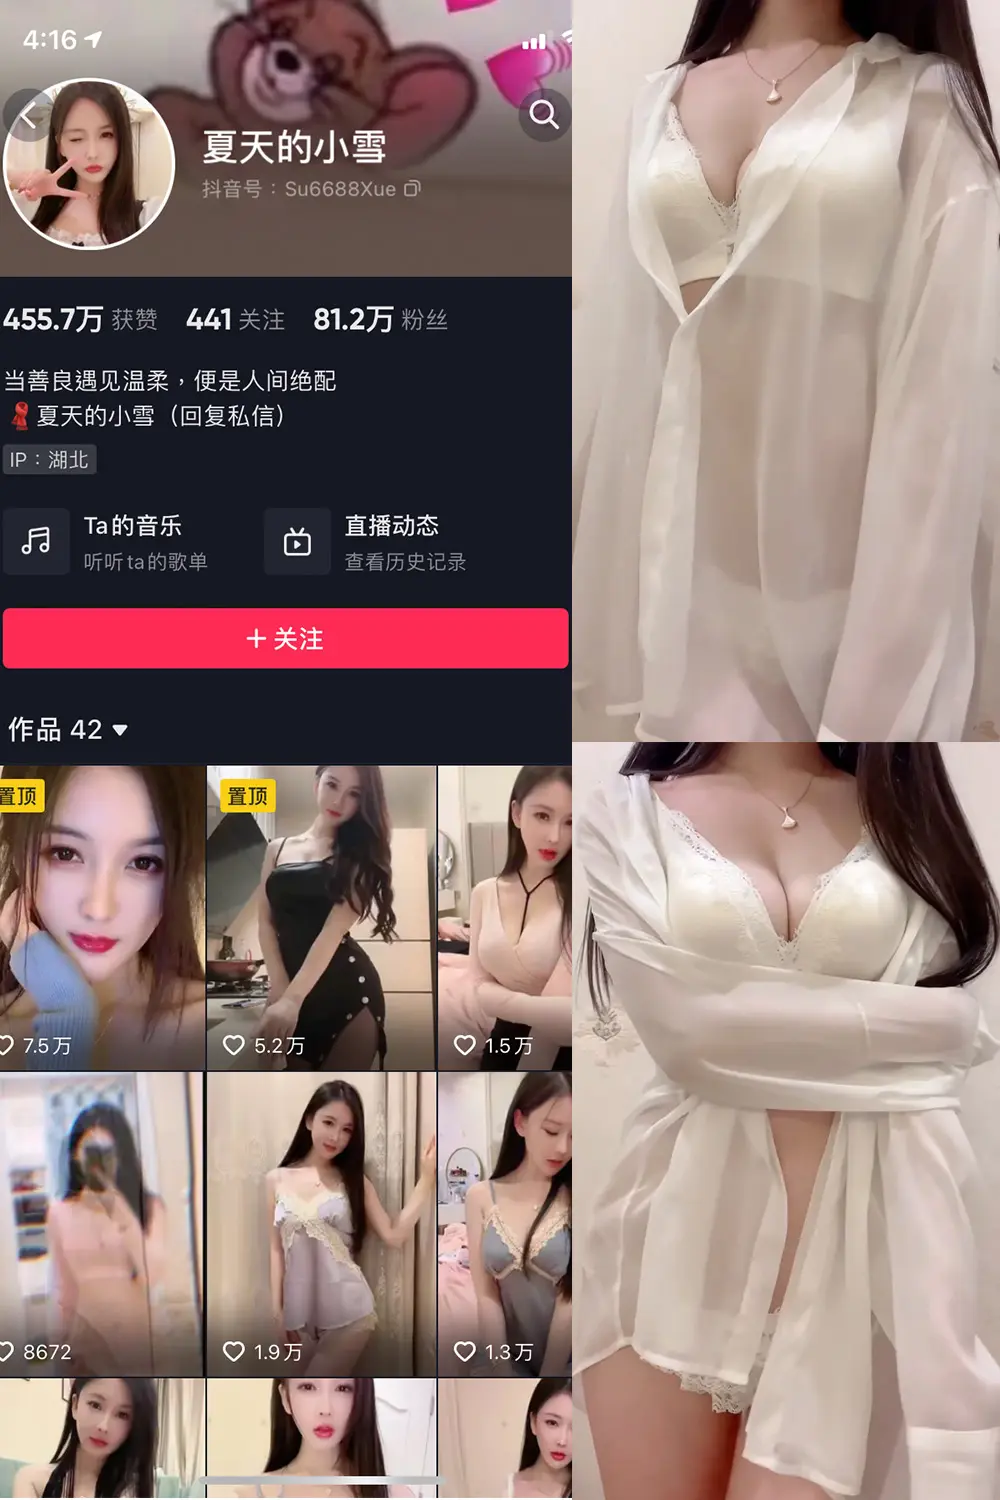 4:16
夏天的小雪
抖音号：Su6688Xue
455.7万 获赞 441 关注 81.2万 粉丝
当善良遇见温柔，便是人间绝配
夏天的小雪（回复私信）
IP：湖北
Ta的音乐
听听ta的歌单
直播动态
查看历史记录
+ 关注
作品 42
置顶
置顶
7.5万
5.2万
1.5万
8672
1.9万
1.3万